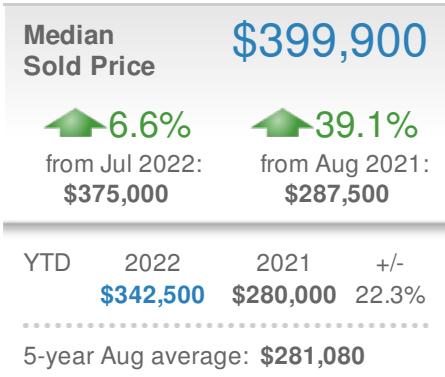 Median
Sold Price
$399,900
6.6%
from Jul 2022:
$375,000
39.1%
from Aug 2021:
$287,500
YTD 2022 2021 +/-
$342,500 $280,000 22.3%
5-year Aug average: $281,080